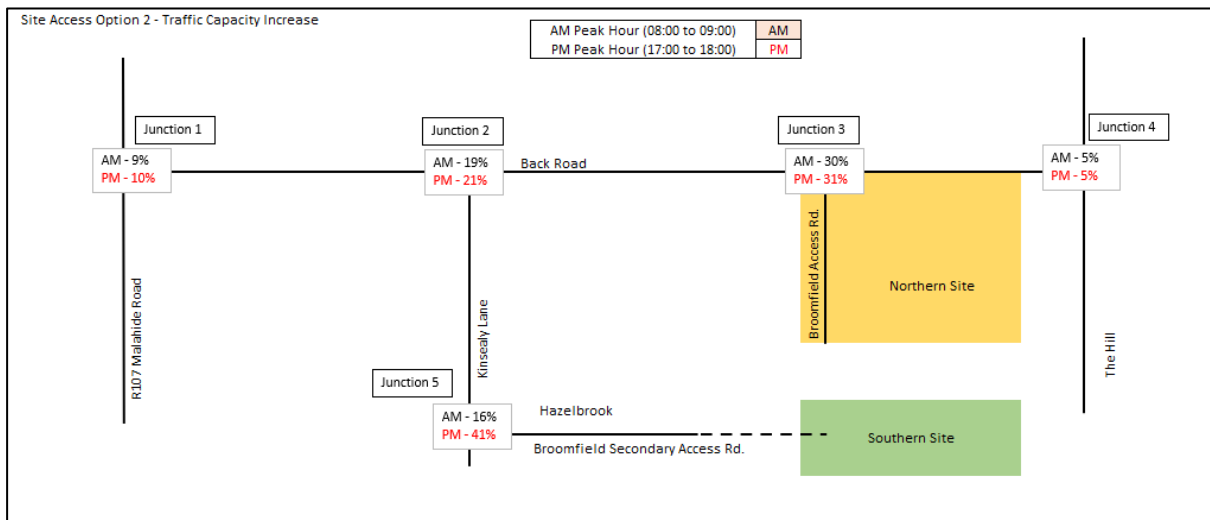 Site Access Option 2 - Traffic Capacity Increase
AM Peak Hour (08:00 to 09:00) AM
PM Peak Hour (17:00 to 18:00) PM
Junction 1
AM - 9%
PM - 10%
Junction 2
AM - 19%
PM - 21%
Back Road
Junction 3
AM - 30%
PM - 31%
Junction 4
AM - 5%
PM - 5%
R107 Malahide Road
Kinsealy Lane
Broomfield Access Rd.
Northern Site
The Hill
Junction 5
AM - 16%
PM - 41%
Hazelbrook
Broomfield Secondary Access Rd.
Southern Site